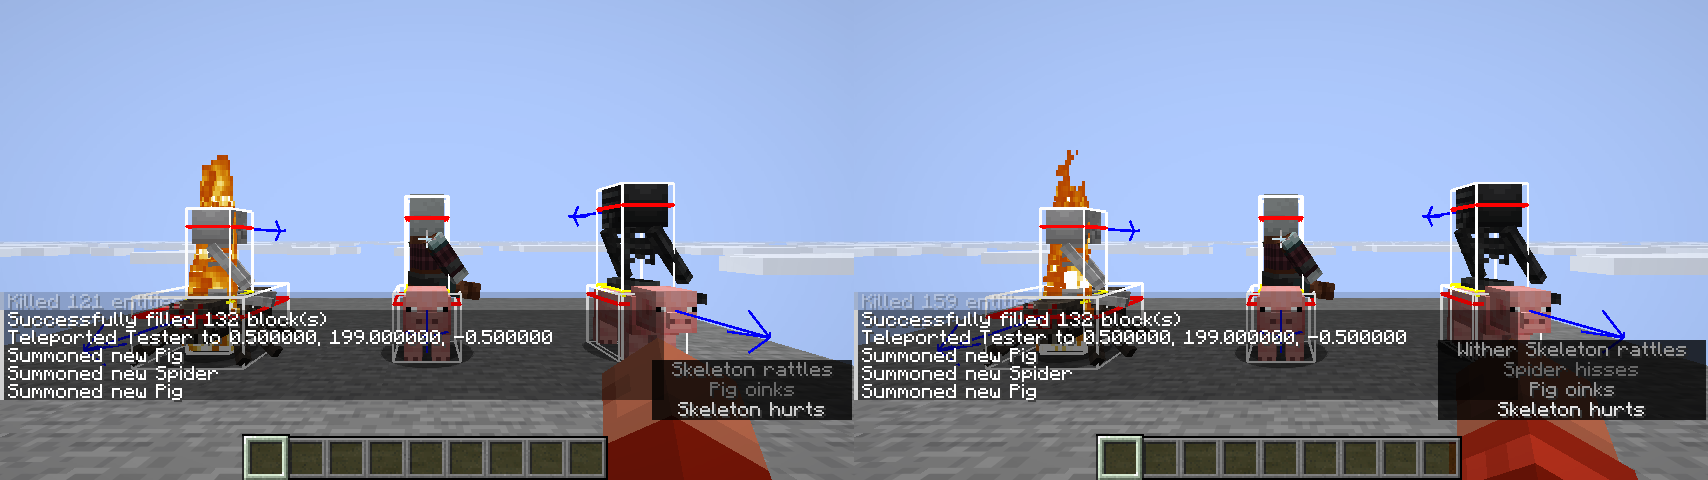 Killed 121 entities
Successfully filled 132 block(s)
Teleported Tester to 0.500000, 199.000000, -0.500000
Summoned new Pig
Summoned new Spider
Summoned new Pig
Skeleton rattles
Pig oinks
Skeleton hurts
Killed 159 entities
Successfully filled 132 block(s)
Teleported Tester to 0.500000, 199.000000, -0.500000
Summoned new Pig
Summoned new Spider
Summoned new Pig
Wither Skeleton rattles
Spider hisses
Pig oinks
Skeleton hurts